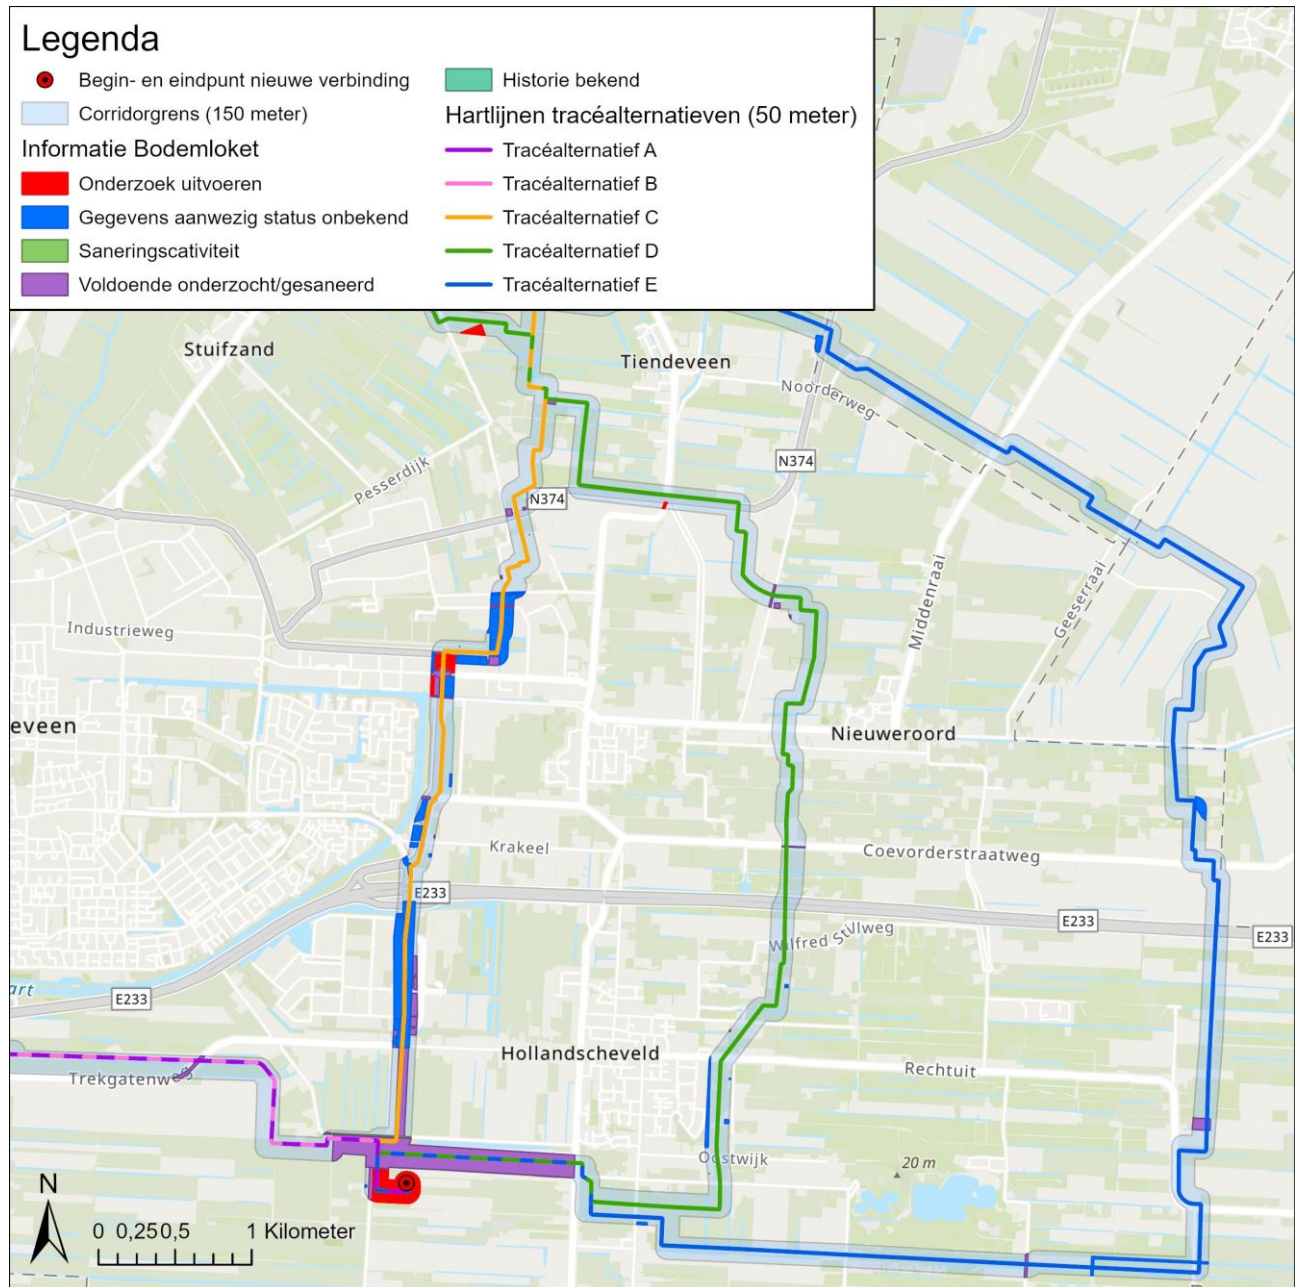 Legenda
Begin- en eindpunt nieuwe verbinding
Corridorgrens (150 meter)
Informatie Bodemloket
Onderzoek uitvoeren
Gegevens aanwezig status onbekend
Saneringscativiteit
Voldoende onderzocht/gesaneerd
Historie bekend
Hartlijnen tracéalternatieven (50 meter)
Tracéalternatief A
Tracéalternatief B
Tracéalternatief C
Tracéalternatief D
Tracéalternatief E
Stuifzand
Tiendeveen
Noorderweg
N374
Pesserdijk
N374
Middenraai
Geeserraai
Industrieweg
eveen
Nieuweroord
Krakeel
Coevorderstraatweg
E233
E233
E233
Wilfred Stillweg
art
E233
Hollandscheveld
Rechtuit
Trekgatenweg
Oostwijk
20 m
N
0 0,25 0,5 1 Kilometer